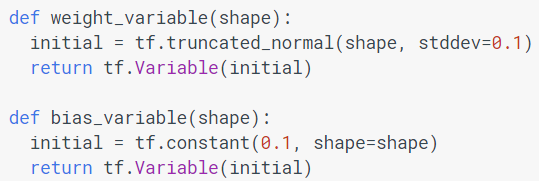 def weight_variable(shape):
  initial = tf.truncated_normal(shape, stddev=0.1)
  return tf.Variable(initial)

def bias_variable(shape):
  initial = tf.constant(0.1, shape=shape)
  return tf.Variable(initial)